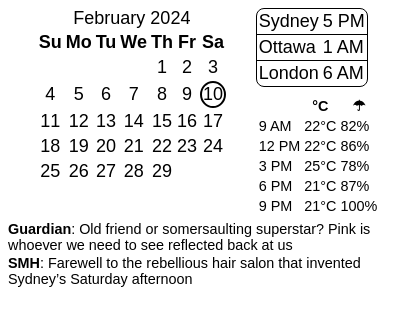 February 2024
Su Mo Tu We Th Fr Sa
1 2 3
4 5 6 7 8 9 10
11 12 13 14 15 16 17
18 19 20 21 22 23 24
25 26 27 28 29
Sydney 5 PM
Ottawa 1 AM
London 6 AM
°C ☂
9 AM 22°C 82%
12 PM 22°C 86%
3 PM 25°C 78%
6 PM 21°C 87%
9 PM 21°C 100%
Guardian: Old friend or somersaulting superstar? Pink is
whoever we need to see reflected back at us
SMH: Farewell to the rebellious hair salon that invented
Sydney’s Saturday afternoon